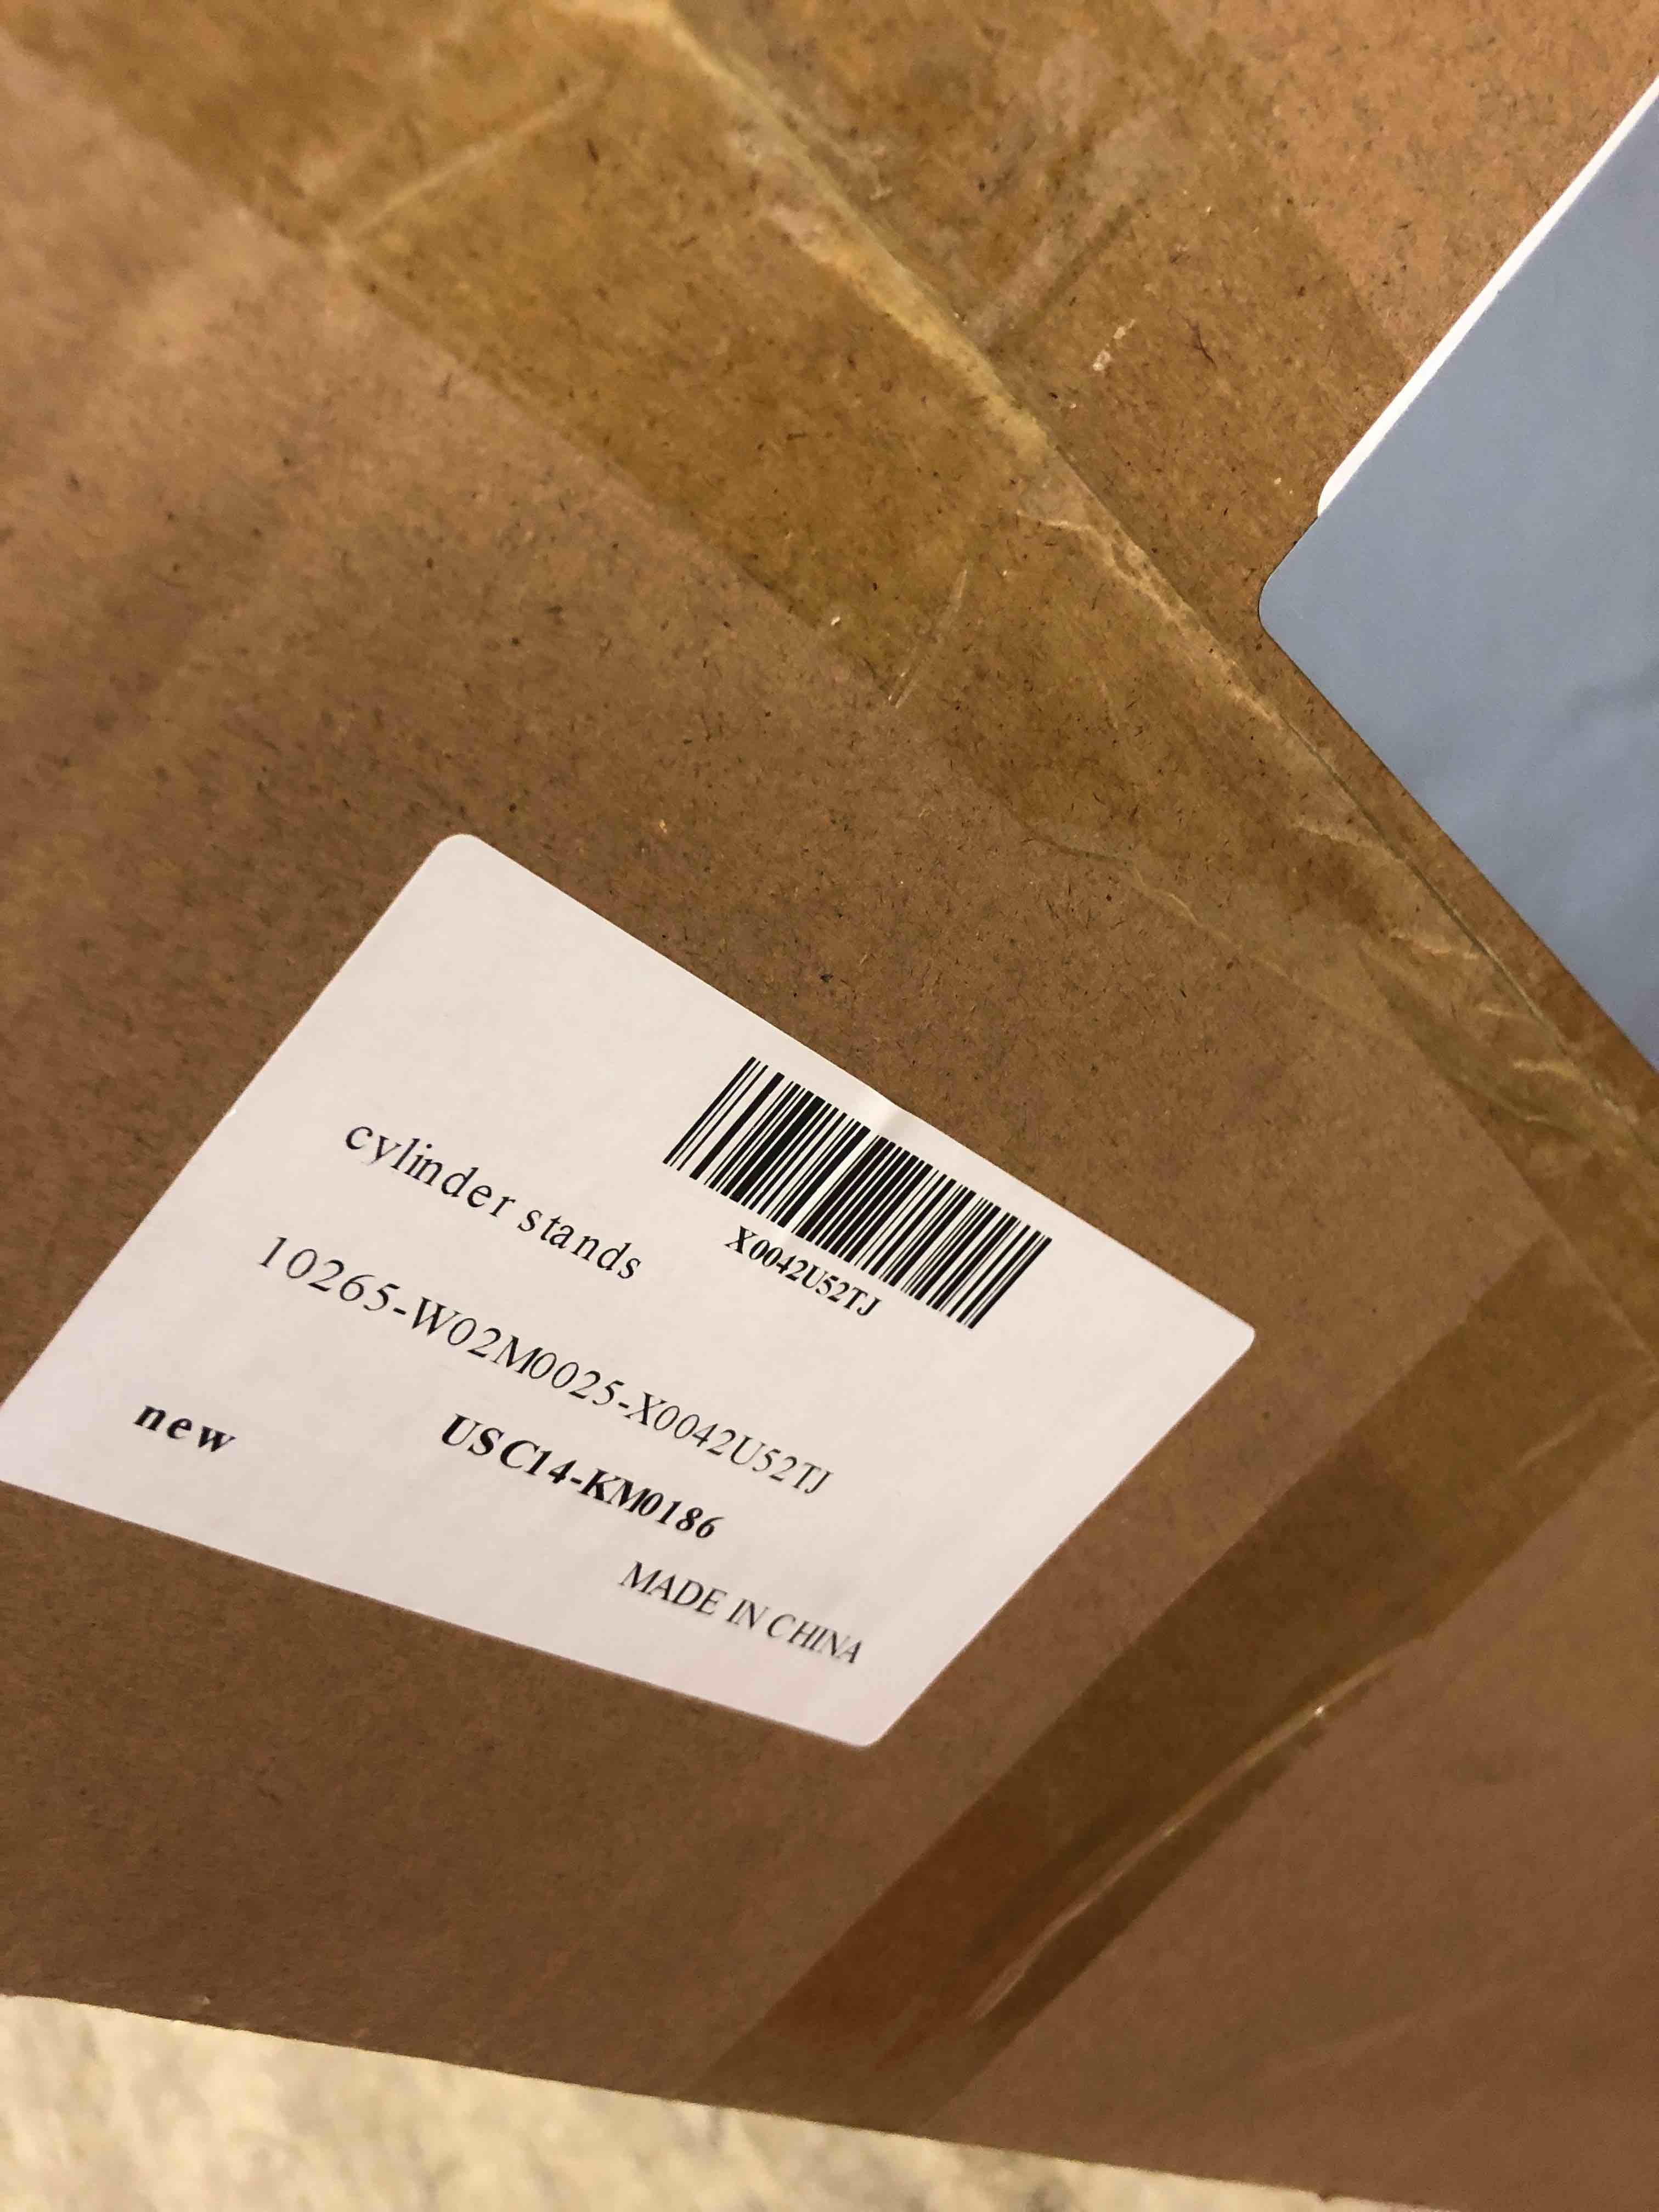 X0042U52TJ
cylinder stands
10265-W02M0025-X0042U52TJ
new USC14-KM0186
MADE IN CHINA